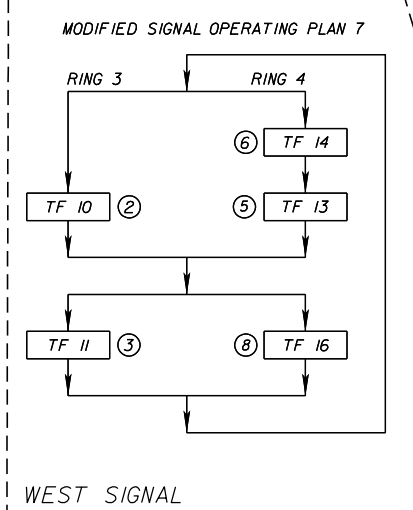 MODIFIED SIGNAL OPERATING PLAN 7
RING 3 RING 4
6 TF 14
TF 10 2 5 TF 13
TF 11 3 8 TF 16
WEST SIGNAL